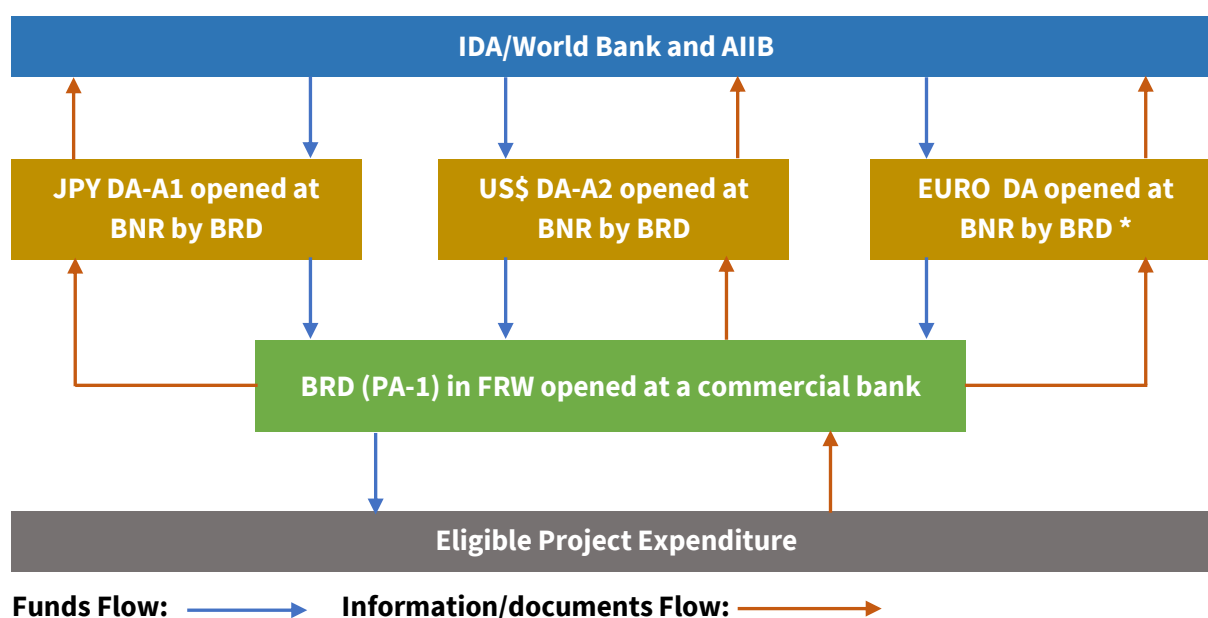 IDA/World Bank and AIIB
JPY DA-A1 opened at
BNR by BRD
US$ DA-A2 opened at
BNR by BRD
EURO  DA opened at
BNR by BRD *
BRD (PA-1) in FRW opened at a commercial bank
Eligible Project Expenditure
Funds Flow:
Information/documents Flow: